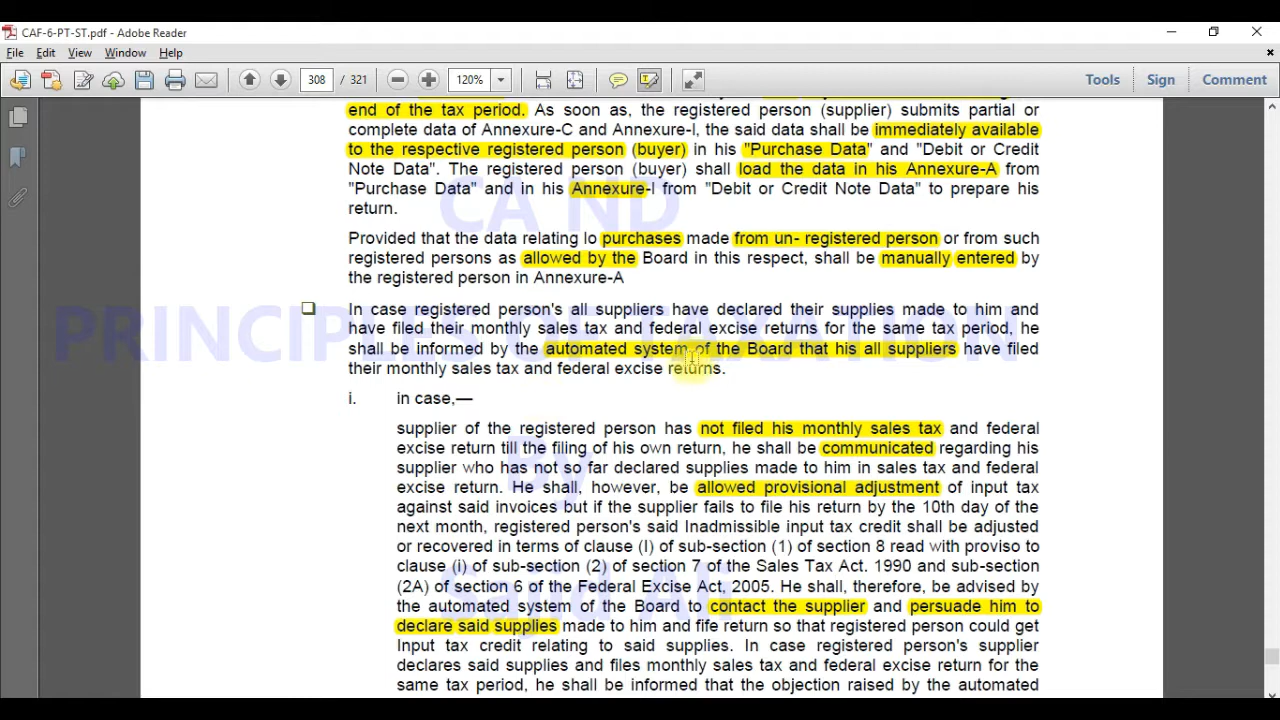 CAF-6-PT-ST.pdf - Adobe Reader
File Edit View Window Help
308 / 321 120% Tools Sign Comment
end of the tax period. As soon as, the registered person (supplier) submits partial or
complete data of Annexure-C and Annexure-I, the said data shall be immediately available
to the respective registered person (buyer) in his "Purchase Data" and "Debit or Credit
Note Data". The registered person (buyer) shall load the data in his Annexure-A from
"Purchase Data" and in his Annexure-I from "Debit or Credit Note Data" to prepare his
return.
Provided that the data relating lo purchases made from un- registered person or from such
registered persons as allowed by the Board in this respect, shall be manually entered by
the registered person in Annexure-A
In case registered person's all suppliers have declared their supplies made to him and
have filed their monthly sales tax and federal excise returns for the same tax period, he
shall be informed by the automated system of the Board that his all suppliers have filed
their monthly sales tax and federal excise returns.
i. in case,—
supplier of the registered person has not filed his monthly sales tax and federal
excise return till the filing of his own return, he shall be communicated regarding his
supplier who has not so far declared supplies made to him in sales tax and federal
excise return. He shall, however, be allowed provisional adjustment of input tax
against said invoices but if the supplier fails to file his return by the 10th day of the
next month, registered person's said Inadmissible input tax credit shall be adjusted
or recovered in terms of clause (I) of sub-section (1) of section 8 read with proviso to
clause (i) of sub-section (2) of section 7 of the Sales Tax Act. 1990 and sub-section
(2A) of section 6 of the Federal Excise Act, 2005. He shall, therefore, be advised by
the automated system of the Board to contact the supplier and persuade him to
declare said supplies made to him and fife return so that registered person could get
Input tax credit relating to said supplies. In case registered person's supplier
declares said supplies and files monthly sales tax and federal excise return for the
same tax period, he shall be informed that the objection raised by the automated
CA ND
PRINCIPLES OF TAXATION
By
Sajid Ali